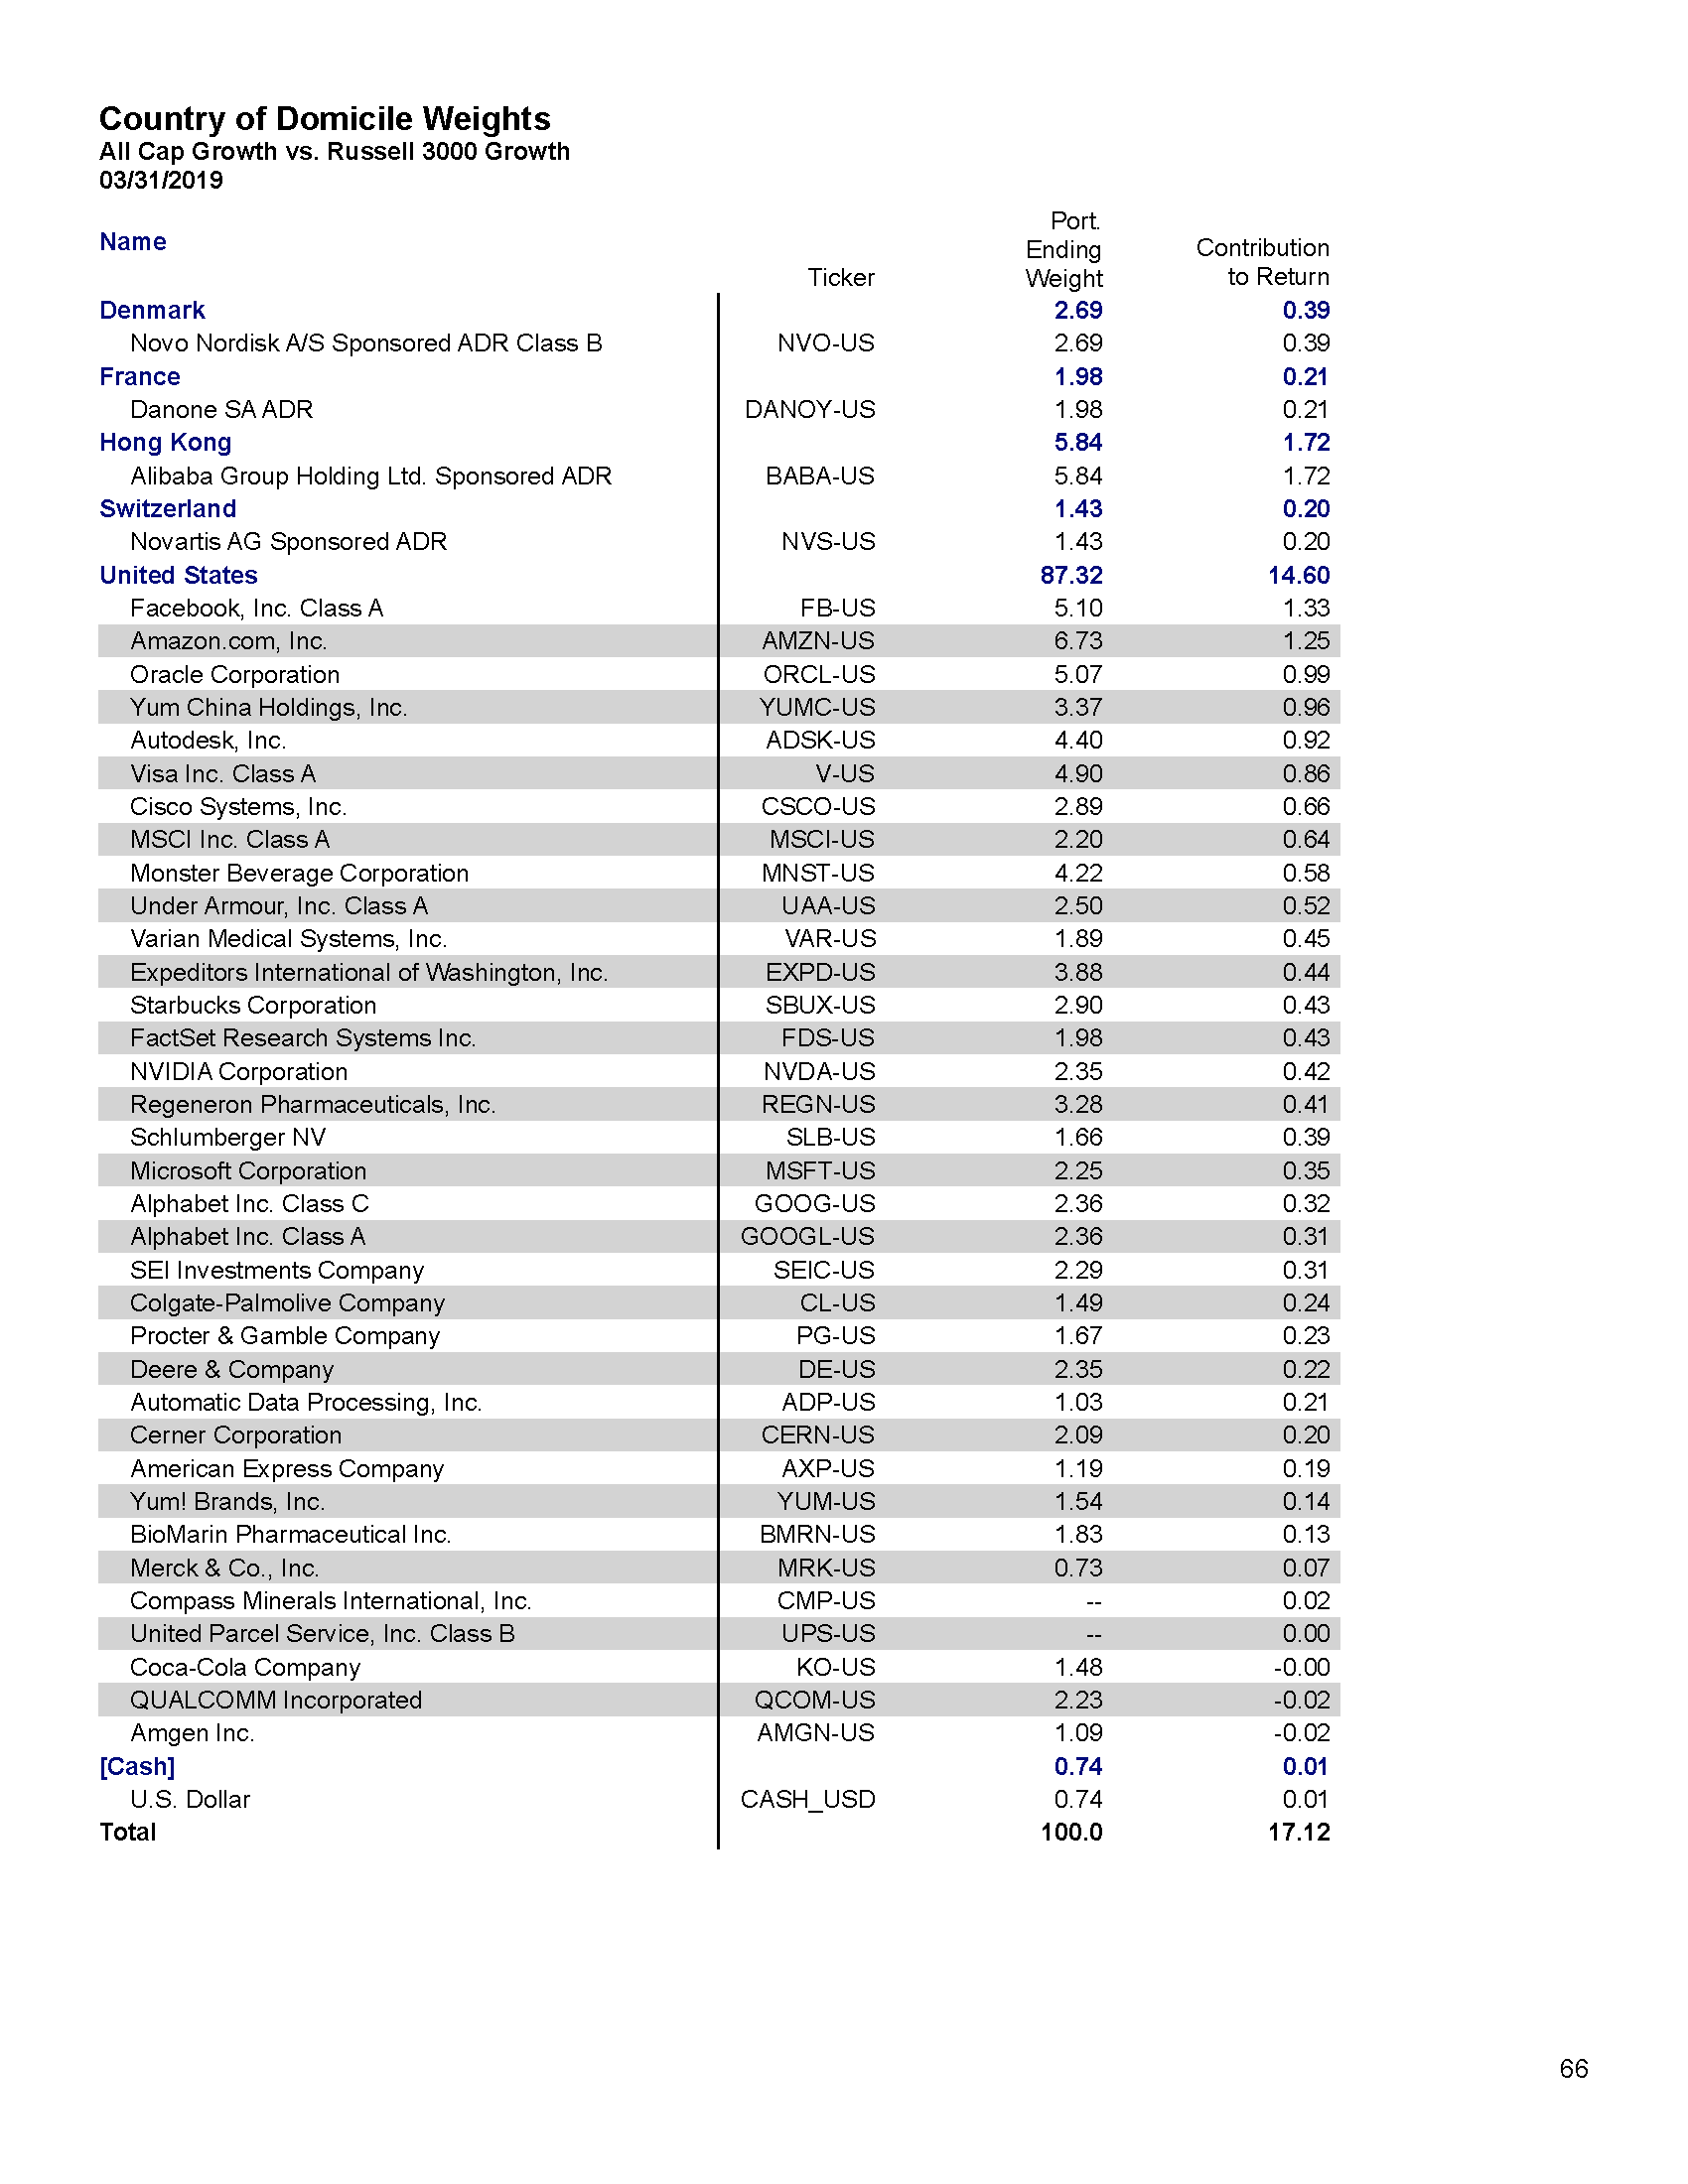 Country of Domicile Weights
All Cap Growth vs. Russell 3000 Growth
03/31/2019
Name Ticker Port. Ending Weight Contribution to Return
Denmark 2.69 0.39
Novo Nordisk A/S Sponsored ADR Class B NVO-US 2.69 0.39
France 1.98 0.21
Danone SA ADR DANOY-US 1.98 0.21
Hong Kong 5.84 1.72
Alibaba Group Holding Ltd. Sponsored ADR BABA-US 5.84 1.72
Switzerland 1.43 0.20
Novartis AG Sponsored ADR NVS-US 1.43 0.20
United States 87.32 14.60
Facebook, Inc. Class A FB-US 5.10 1.33
Amazon.com, Inc. AMZN-US 6.73 1.25
Oracle Corporation ORCL-US 5.07 0.99
Yum China Holdings, Inc. YUMC-US 3.37 0.96
Autodesk, Inc. ADSK-US 4.40 0.92
Visa Inc. Class A V-US 4.90 0.86
Cisco Systems, Inc. CSCO-US 2.89 0.66
MSCI Inc. Class A MSCI-US 2.20 0.64
Monster Beverage Corporation MNST-US 4.22 0.58
Under Armour, Inc. Class A UAA-US 2.50 0.52
Varian Medical Systems, Inc. VAR-US 1.89 0.45
Expeditors International of Washington, Inc. EXPD-US 3.88 0.44
Starbucks Corporation SBUX-US 2.90 0.43
FactSet Research Systems Inc. FDS-US 1.98 0.43
NVIDIA Corporation NVDA-US 2.35 0.42
Regeneron Pharmaceuticals, Inc. REGN-US 3.28 0.41
Schlumberger NV SLB-US 1.66 0.39
Microsoft Corporation MSFT-US 2.25 0.35
Alphabet Inc. Class C GOOG-US 2.36 0.32
Alphabet Inc. Class A GOOGL-US 2.36 0.31
SEI Investments Company SEIC-US 2.29 0.31
Colgate-Palmolive Company CL-US 1.49 0.24
Procter & Gamble Company PG-US 1.67 0.23
Deere & Company DE-US 2.35 0.22
Automatic Data Processing, Inc. ADP-US 1.03 0.21
Cerner Corporation CERN-US 2.09 0.20
American Express Company AXP-US 1.19 0.19
Yum! Brands, Inc. YUM-US 1.54 0.14
BioMarin Pharmaceutical Inc. BMRN-US 1.83 0.13
Merck & Co., Inc. MRK-US 0.73 0.07
Compass Minerals International, Inc. CMP-US -- 0.02
United Parcel Service, Inc. Class B UPS-US -- 0.00
Coca-Cola Company KO-US 1.48 -0.00
QUALCOMM Incorporated QCOM-US 2.23 -0.02
Amgen Inc. AMGN-US 1.09 -0.02
[Cash] 0.74 0.01
U.S. Dollar CASH_USD 0.74 0.01
Total 100.0 17.12
66